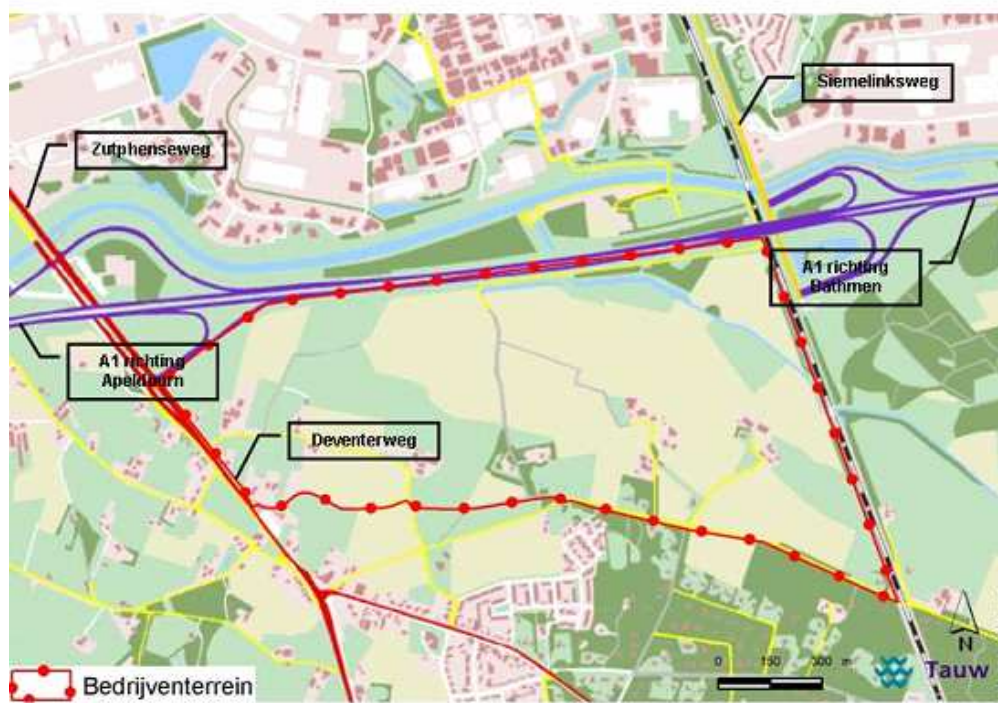 Siemelinksweg
Zutphenseweg
A1 richting
Bathmen
A1 richting
Apeldoorn
Deventerweg
N
0 150 300 m
Tauw
Bedrijventerrein